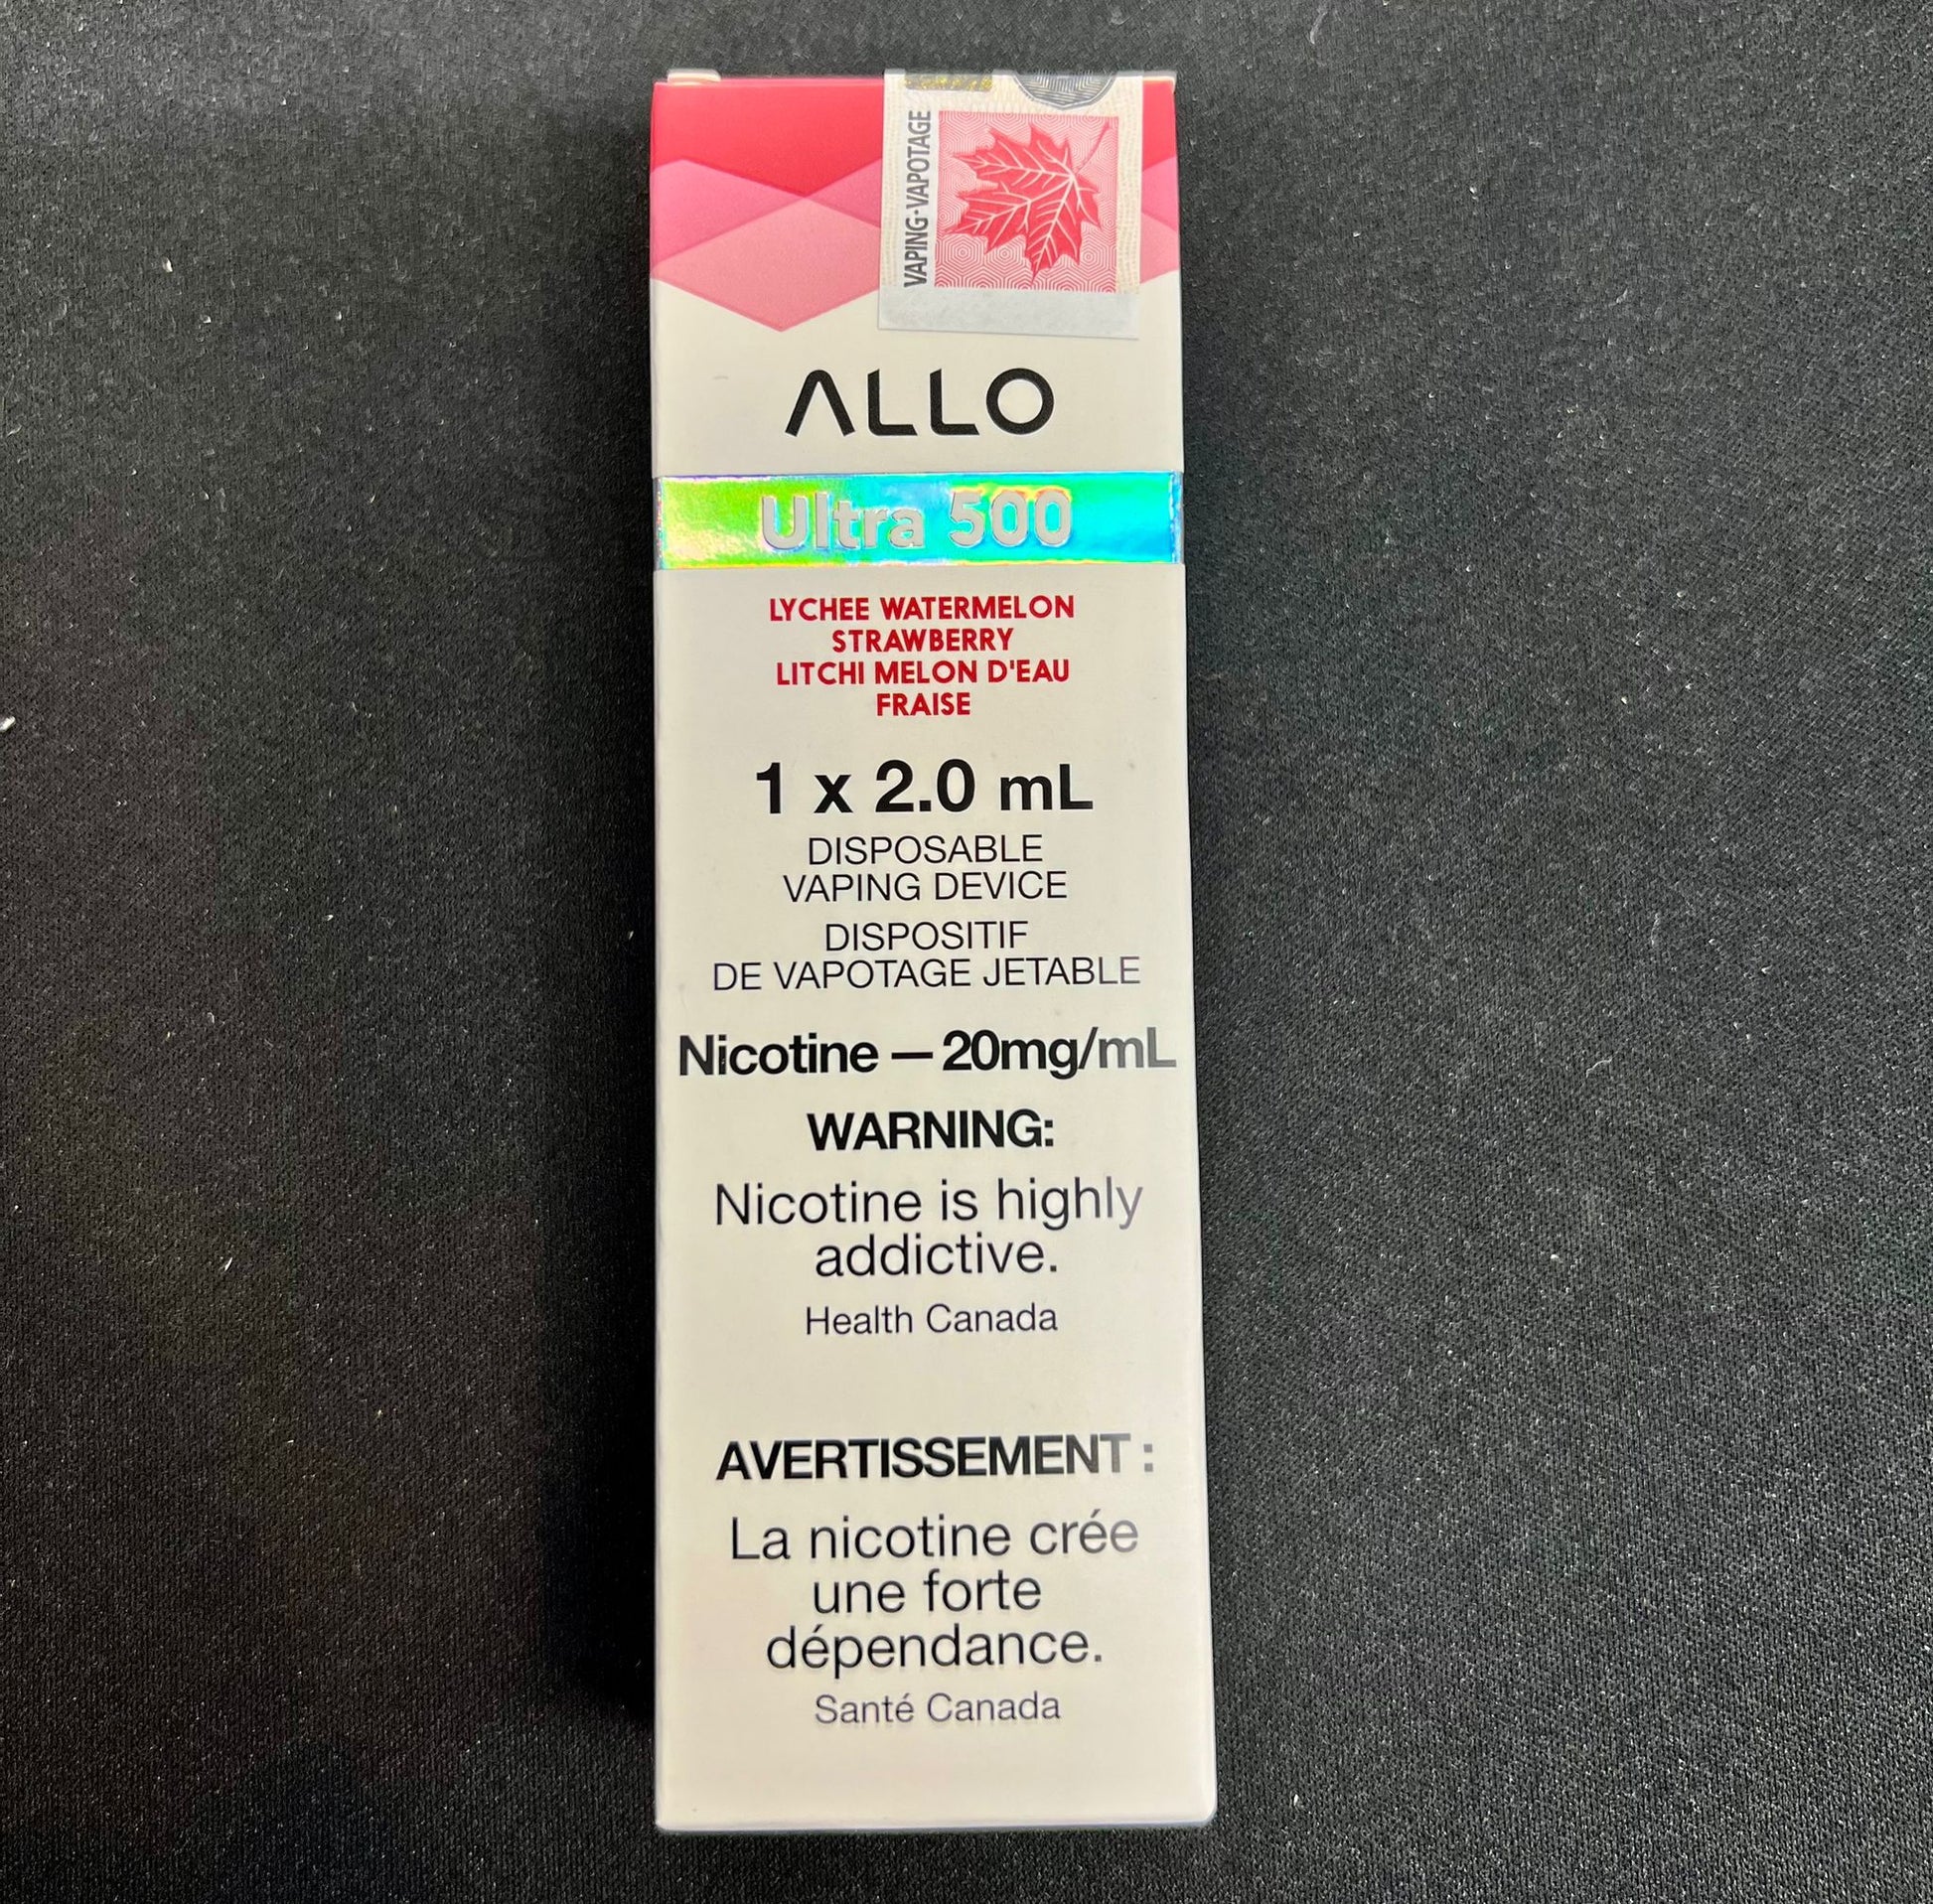 VAPING·VAPOTAGE
ALLO
Ultra 500
LYCHEE WATERMELON
STRAWBERRY
LITCHI MELON D'EAU
FRAISE
1 x 2.0 mL
DISPOSABLE
VAPING DEVICE
DISPOSITIF
DE VAPOTAGE JETABLE
Nicotine — 20mg/mL
WARNING:
Nicotine is highly
addictive.
Health Canada
AVERTISSEMENT :
La nicotine crée
une forte
dépendance.
Santé Canada